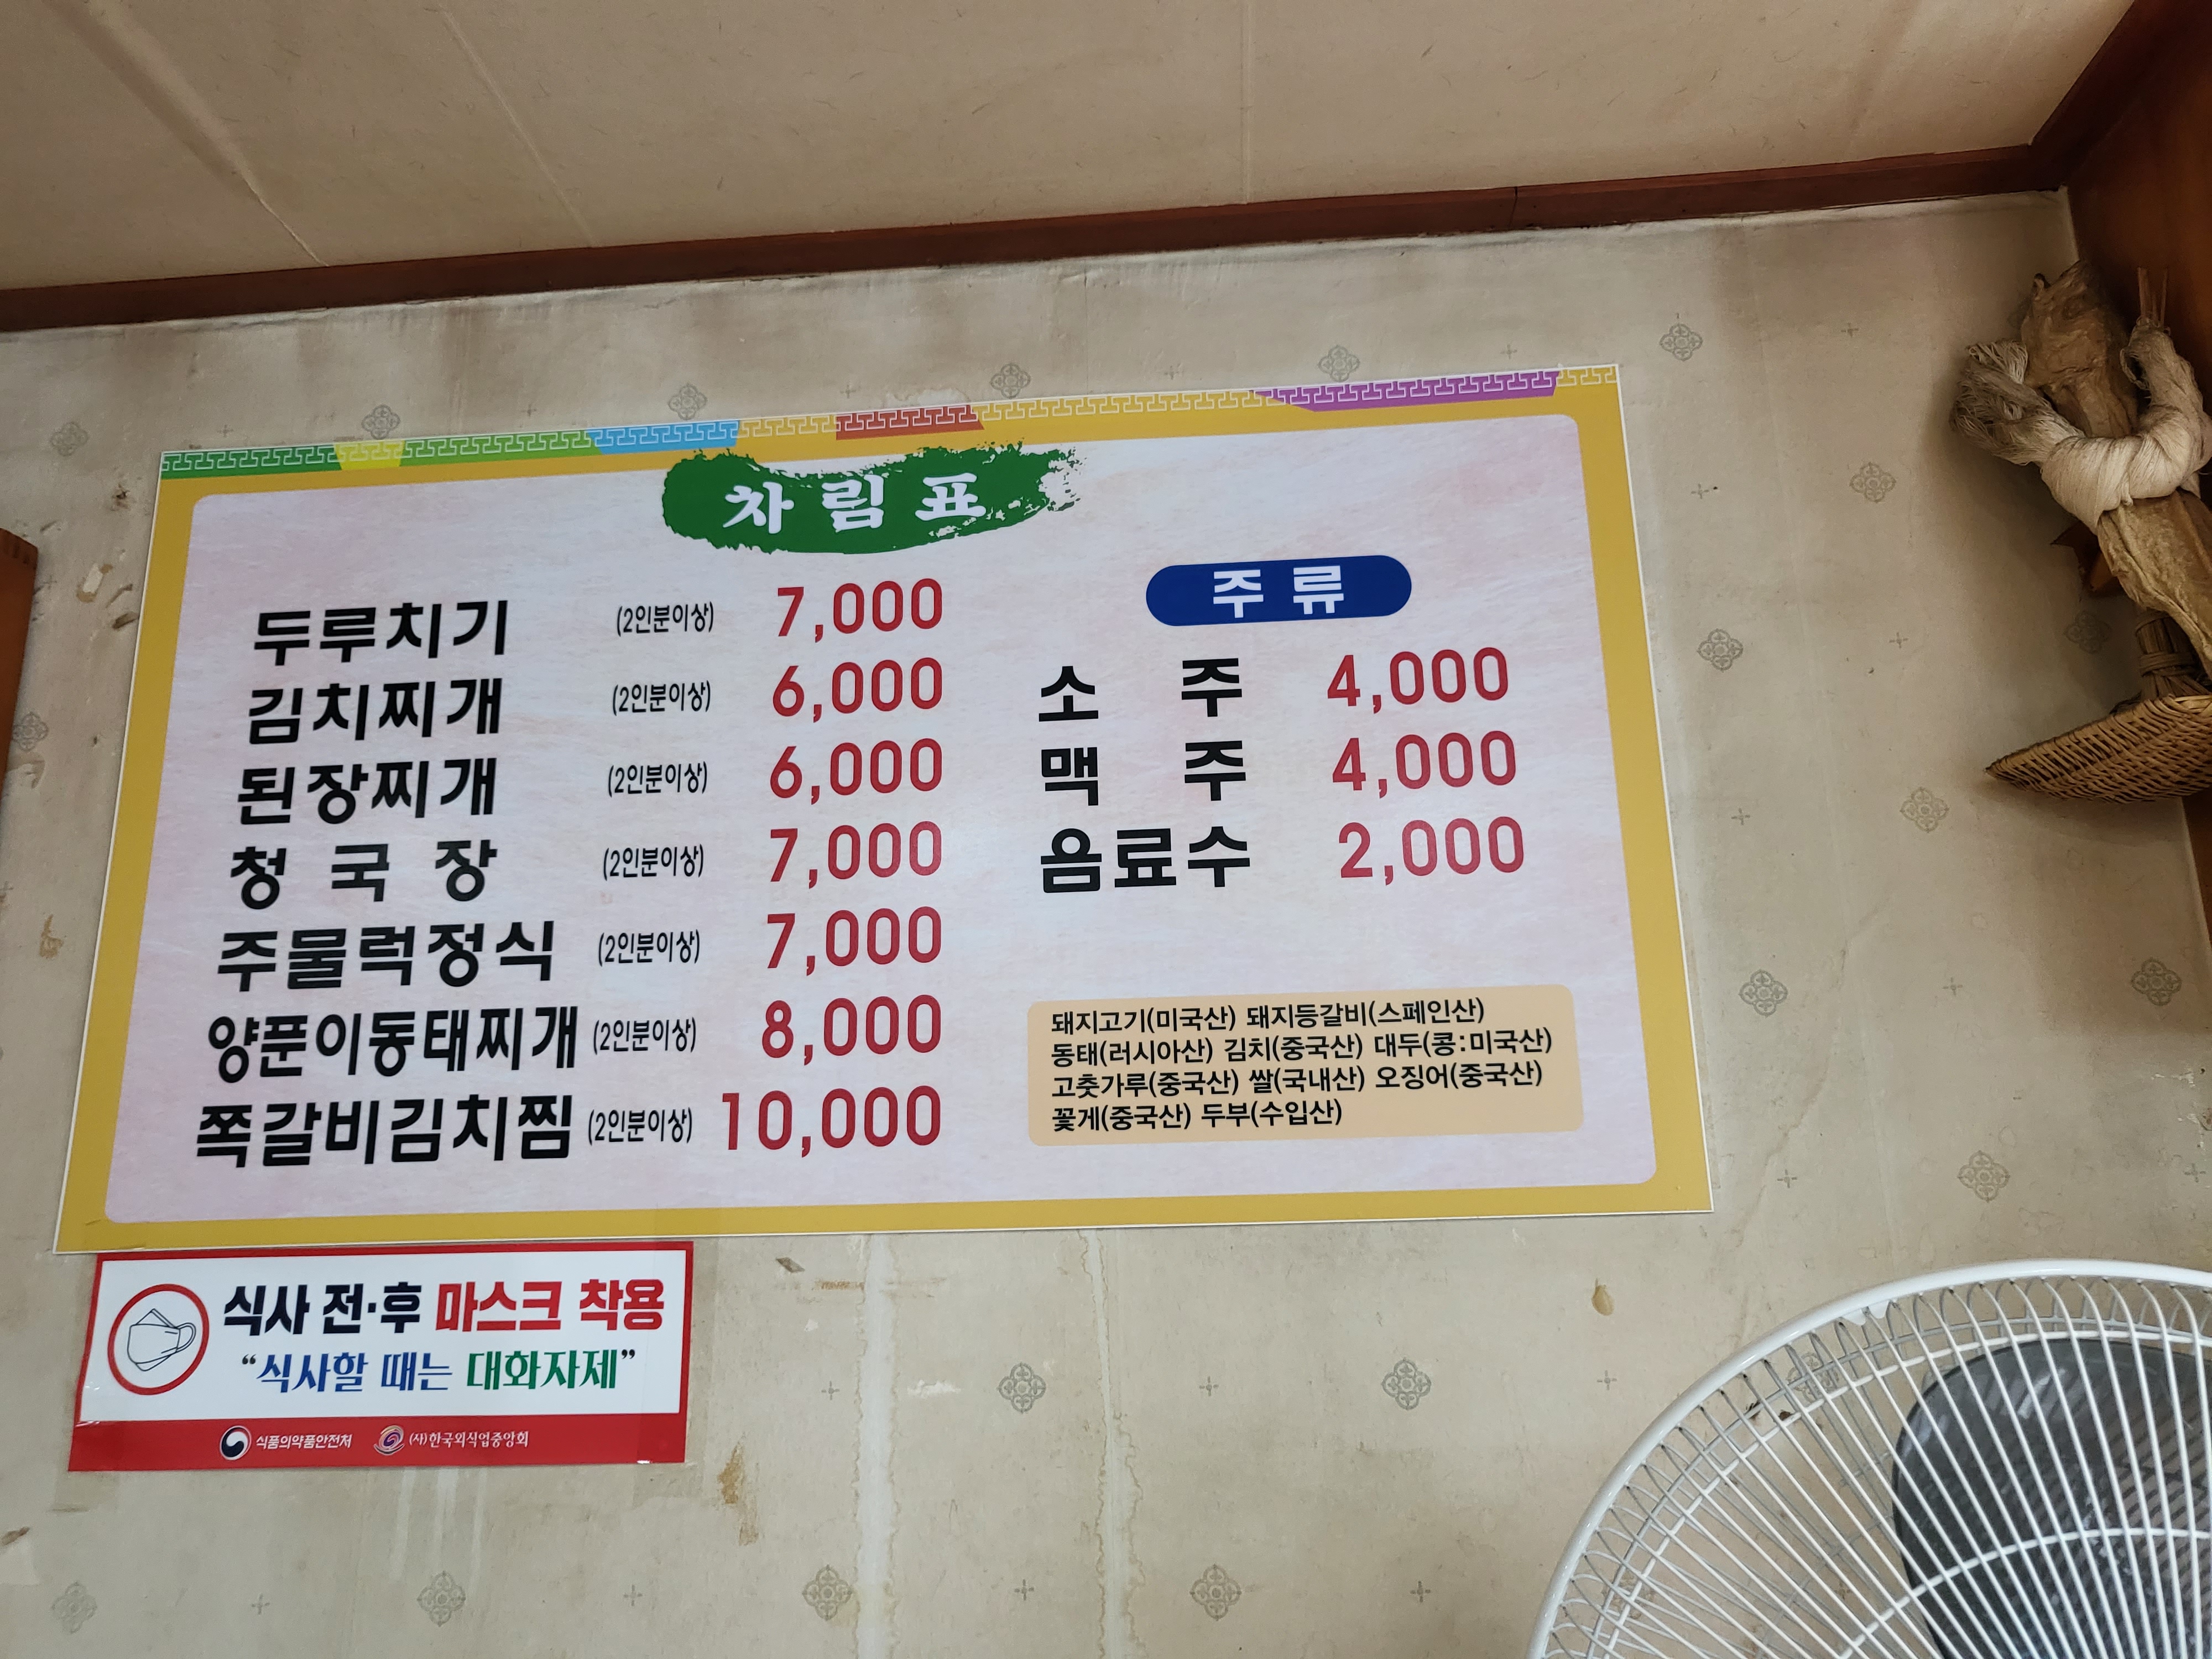 차림표
두루치기 (2인분이상) 7,000
김치찌개 (2인분이상) 6,000
된장찌개 (2인분이상) 6,000
청국장 (2인분이상) 7,000
주물럭정식 (2인분이상) 7,000
양푼이동태찌개 (2인분이상) 8,000
쪽갈비김치찜 (2인분이상) 10,000
주류
소주 4,000
맥주 4,000
음료수 2,000
돼지고기(미국산) 돼지등갈비(스페인산)
동태(러시아산) 김치(중국산) 대두(콩:미국산)
고춧가루(중국산) 쌀(국내산) 오징어(중국산)
꽃게(중국산) 두부(수입산)
식사 전·후 마스크 착용
“식사할 때는 대화자제”
식품의약품안전처 (사)한국외식업중앙회